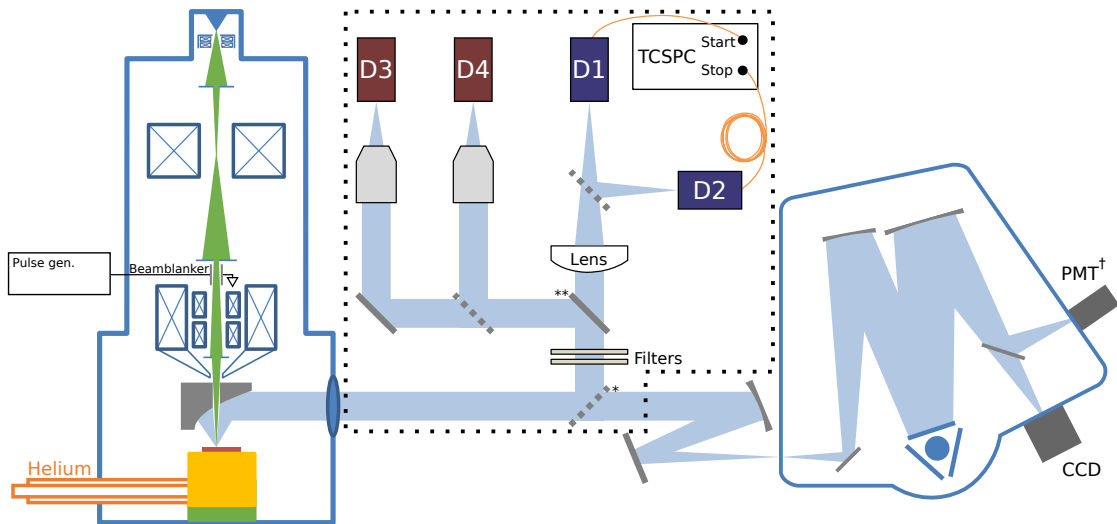 D3
D4
D1
TCSPC
Start
Stop
D2
Pulse gen.
Beamblanker
Lens
**
Filters
*
PMT†
CCD
Helium